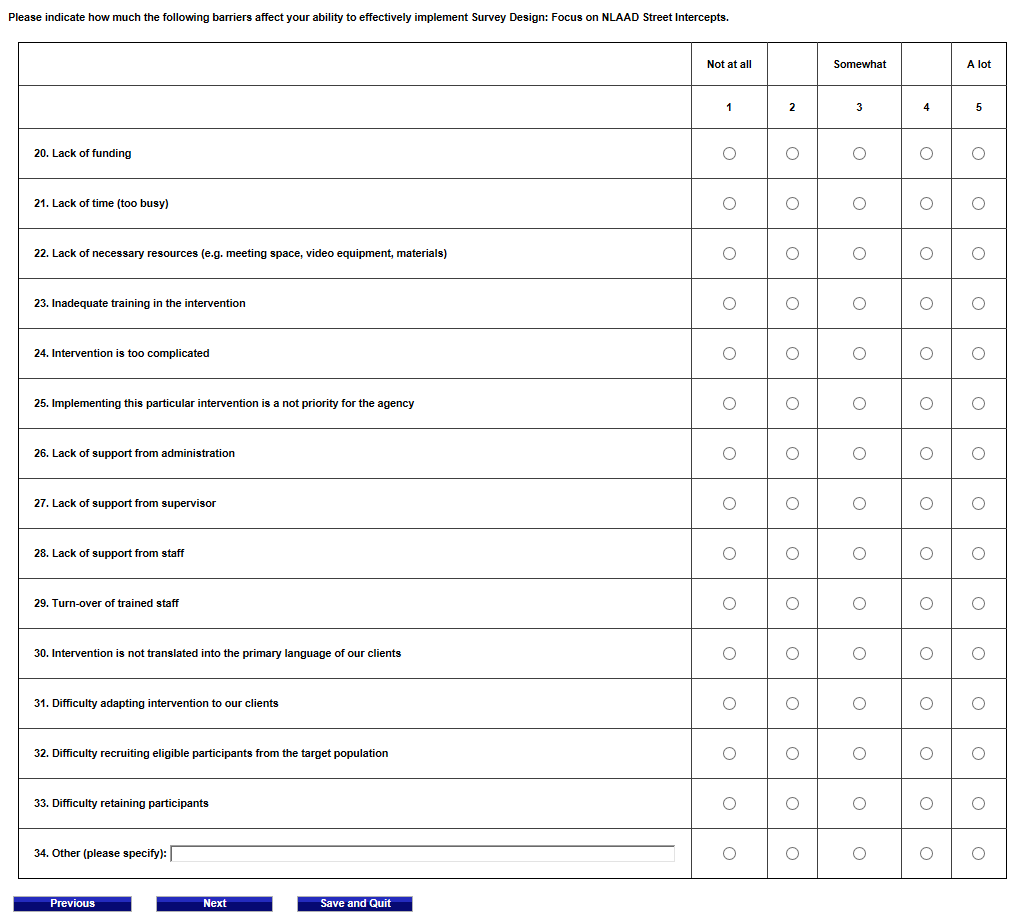 Please indicate how much the following barriers affect your ability to effectively implement Survey Design: Focus on NLAAD Street Intercepts.
Not at all Somewhat A lot
1 2 3 4 5
20. Lack of funding
21. Lack of time (too busy)
22. Lack of necessary resources (e.g. meeting space, video equipment, materials)
23. Inadequate training in the intervention
24. Intervention is too complicated
25. Implementing this particular intervention is a not priority for the agency
26. Lack of support from administration
27. Lack of support from supervisor
28. Lack of support from staff
29. Turn-over of trained staff
30. Intervention is not translated into the primary language of our clients
31. Difficulty adapting intervention to our clients
32. Difficulty recruiting eligible participants from the target population
33. Difficulty retaining participants
34. Other (please specify):
Previous Next Save and Quit